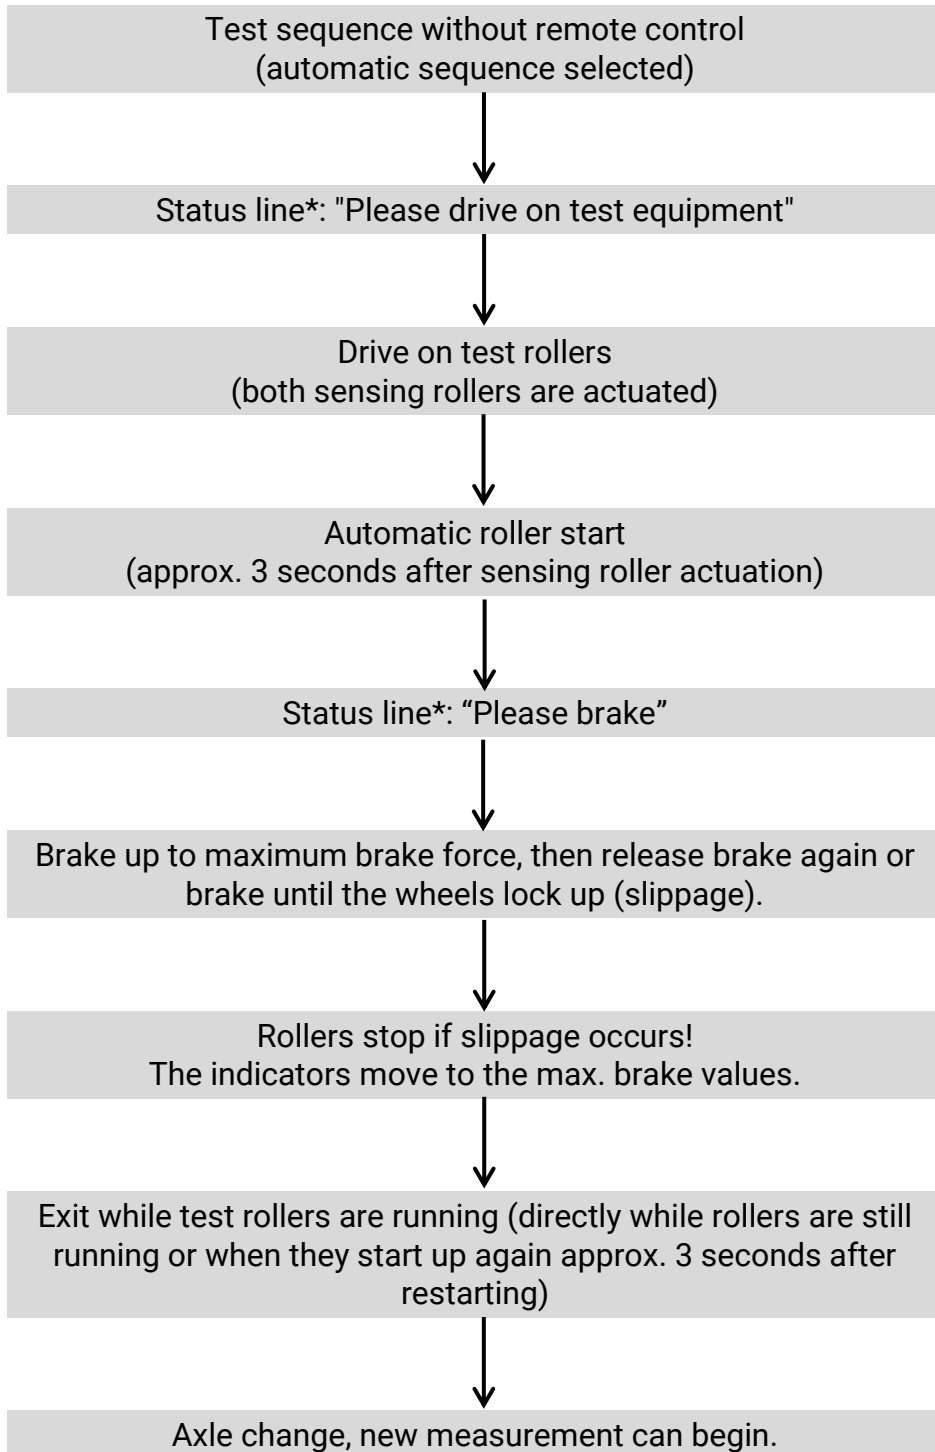 Test sequence without remote control
(automatic sequence selected)
Status line*: "Please drive on test equipment"
Drive on test rollers
(both sensing rollers are actuated)
Automatic roller start
(approx. 3 seconds after sensing roller actuation)
Status line*: “Please brake”
Brake up to maximum brake force, then release brake again or
brake until the wheels lock up (slippage).
Rollers stop if slippage occurs!
The indicators move to the max. brake values.
Exit while test rollers are running (directly while rollers are still
running or when they start up again approx. 3 seconds after
restarting)
Axle change, new measurement can begin.